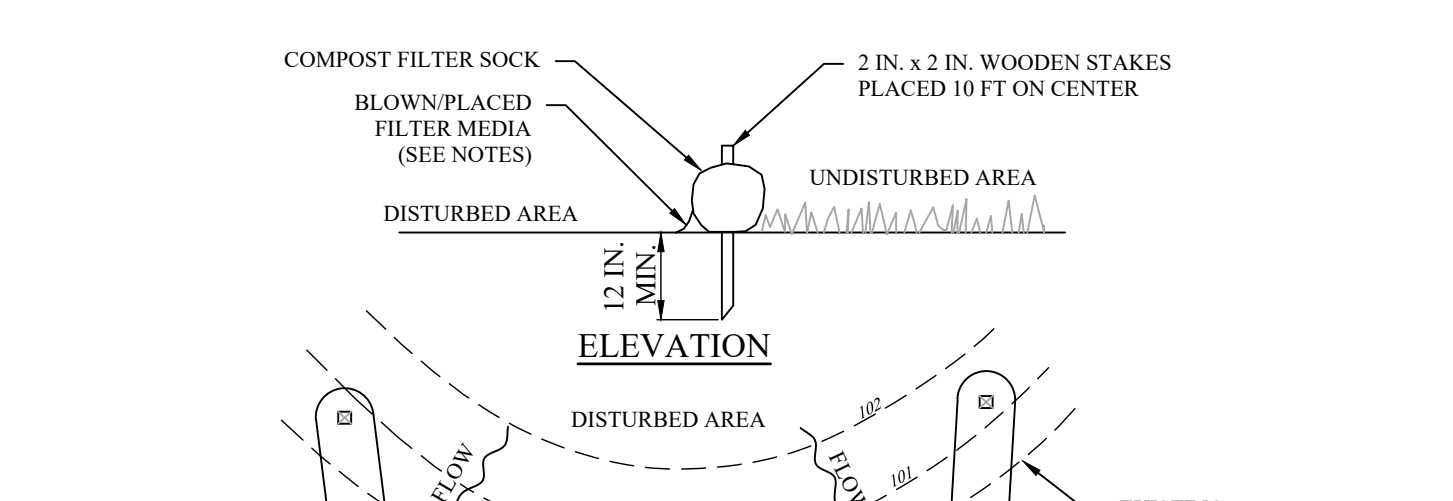 COMPOST FILTER SOCK
BLOWN/PLACED
FILTER MEDIA
(SEE NOTES)
2 IN. x 2 IN. WOODEN STAKES
PLACED 10 FT ON CENTER
UNDISTURBED AREA
DISTURBED AREA
12 IN.
MIN.
ELEVATION
DISTURBED AREA
102
101
FLOW
FLOW